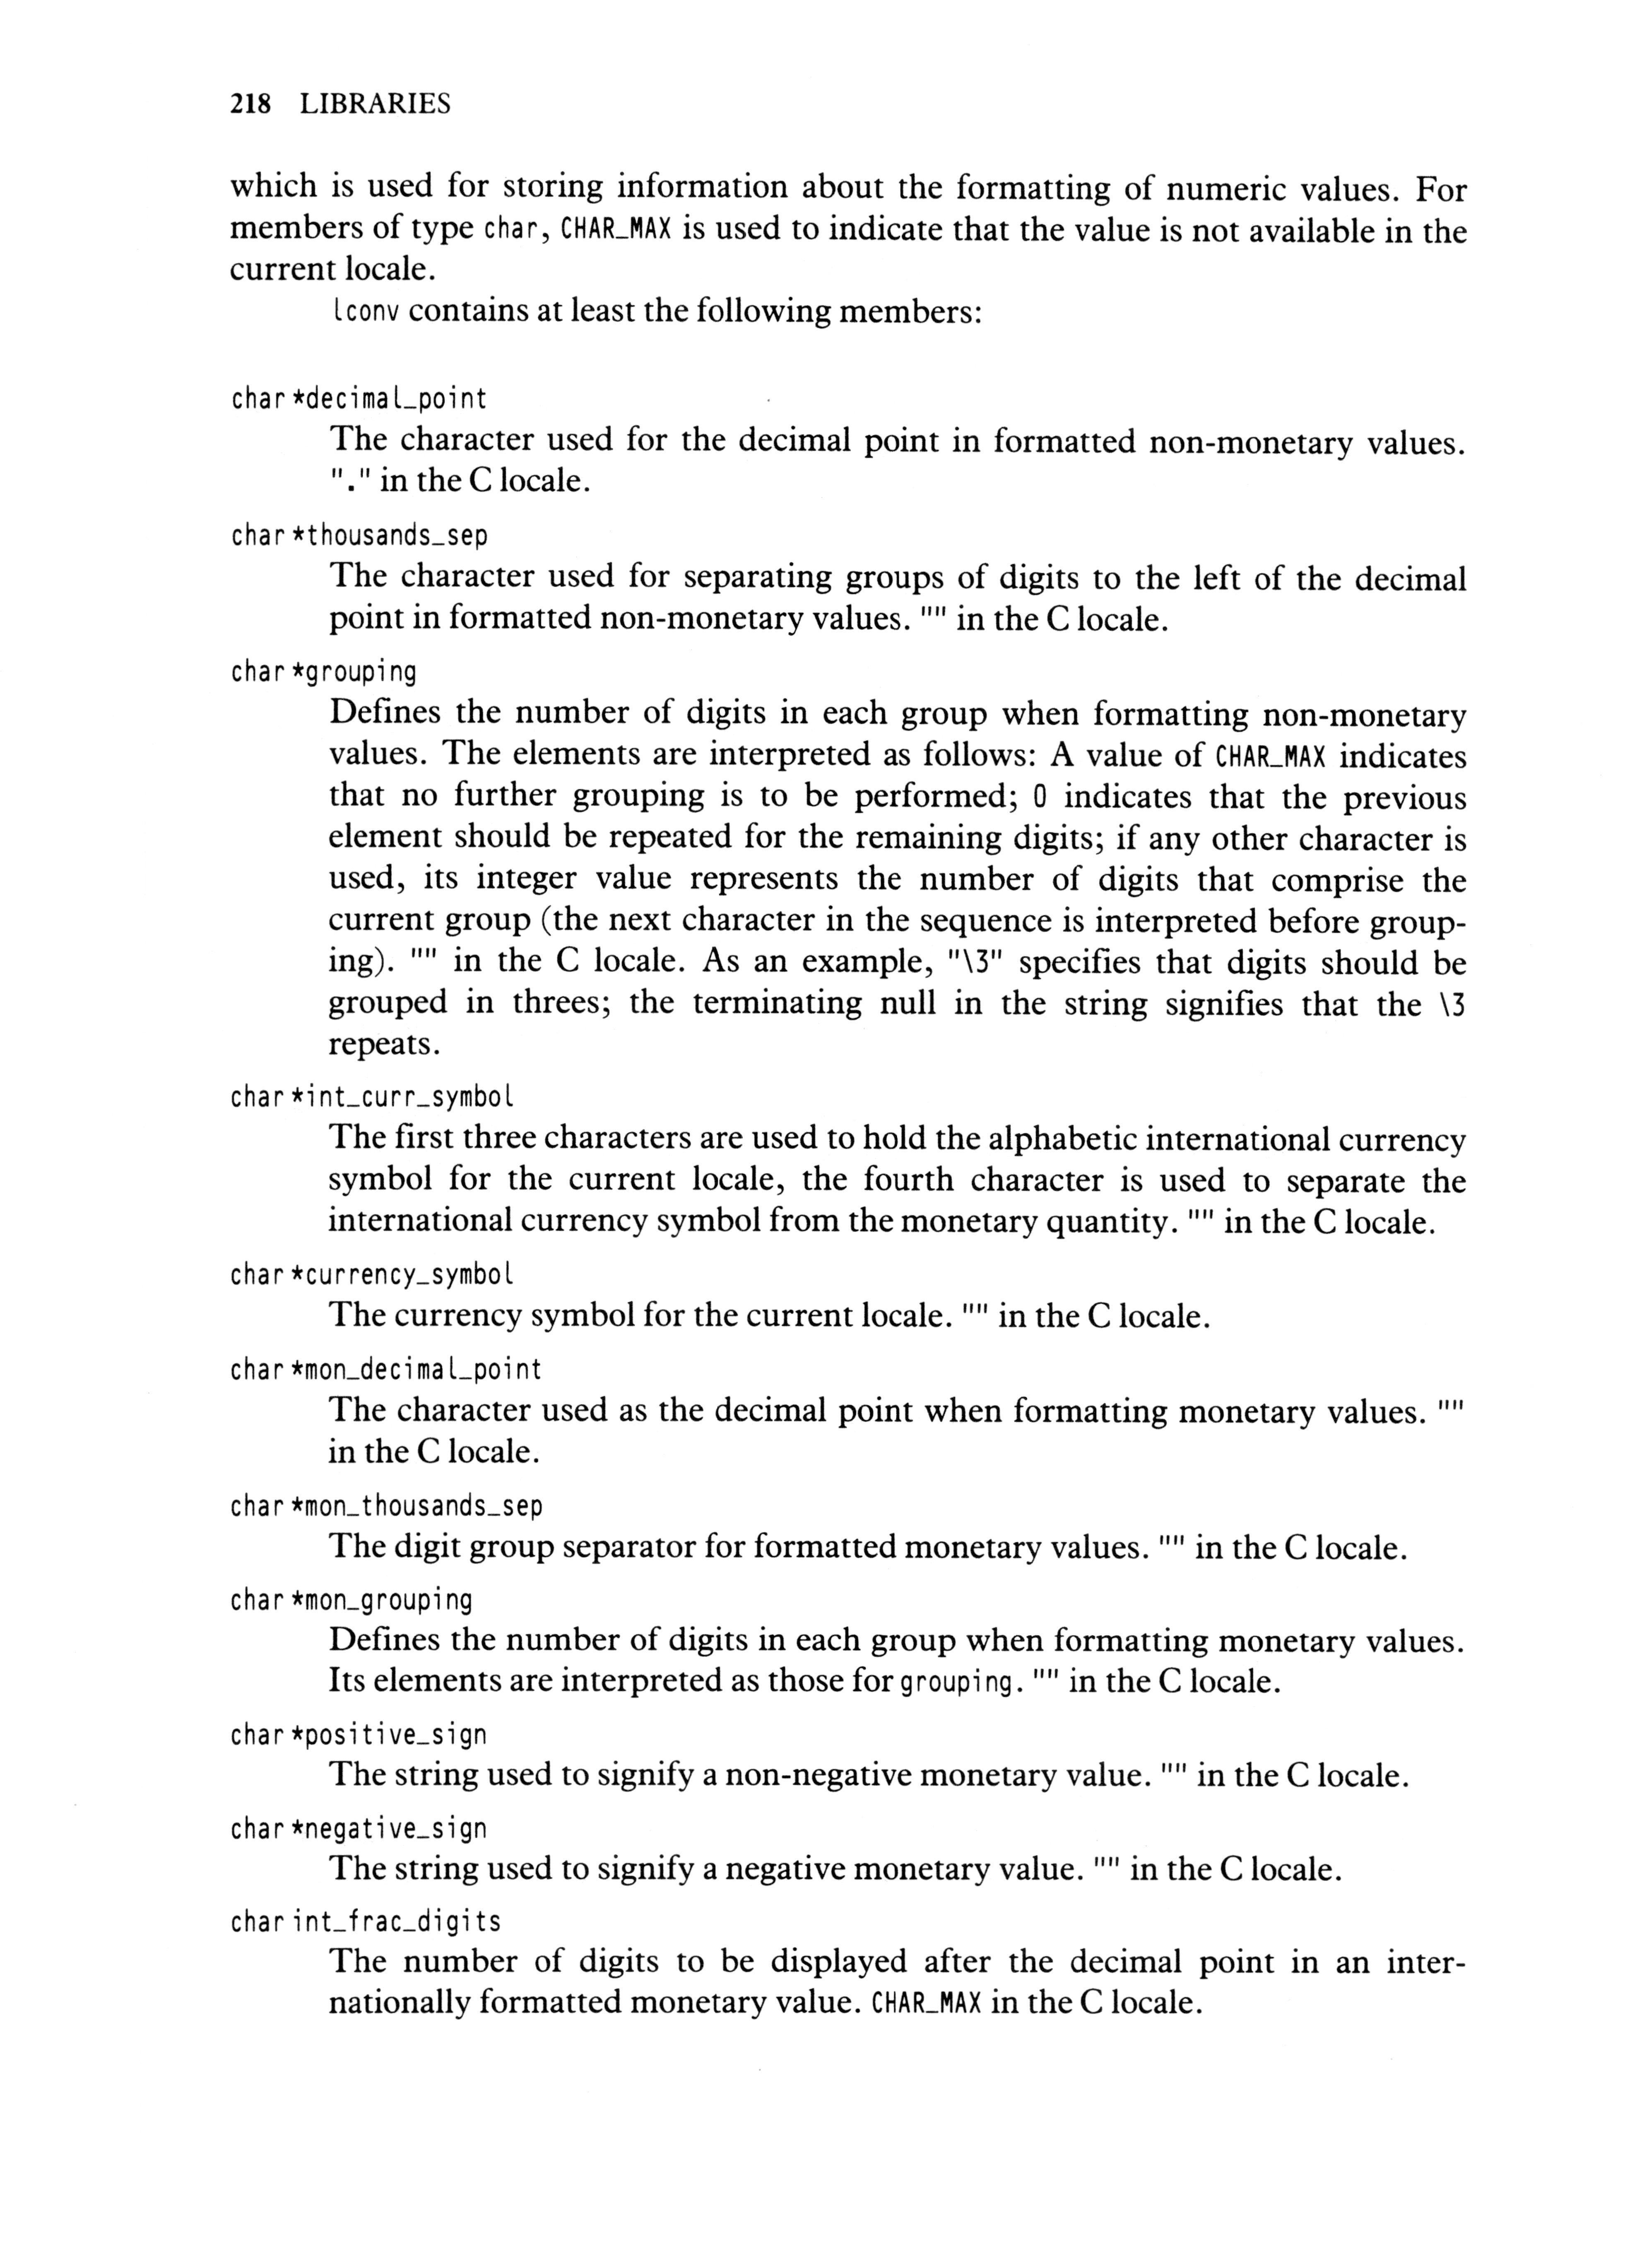 218 LIBRARIES
which is used for storing information about the formatting of numeric values. For
members of type char, CHAR_MAX is used to indicate that the value is not available in the
current locale.
lconv contains at least the following members:
char *decimal_point
The character used for the decimal point in formatted non-monetary values.
"." in the C locale.
char *thousands_sep
The character used for separating groups of digits to the left of the decimal
point in formatted non-monetary values. "" in the C locale.
char *grouping
Defines the number of digits in each group when formatting non-monetary
values. The elements are interpreted as follows: A value of CHAR_MAX indicates
that no further grouping is to be performed; 0 indicates that the previous
element should be repeated for the remaining digits; if any other character is
used, its integer value represents the number of digits that comprise the
current group (the next character in the sequence is interpreted before group-
ing). "" in the C locale. As an example, "\3" specifies that digits should be
grouped in threes; the terminating null in the string signifies that the \3
repeats.
char *int_curr_symbol
The first three characters are used to hold the alphabetic international currency
symbol for the current locale, the fourth character is used to separate the
international currency symbol from the monetary quantity. "" in the C locale.
char *currency_symbol
The currency symbol for the current locale. "" in the C locale.
char *mon_decimal_point
The character used as the decimal point when formatting monetary values. ""
in the C locale.
char *mon_thousands_sep
The digit group separator for formatted monetary values. "" in the C locale.
char *mon_grouping
Defines the number of digits in each group when formatting monetary values.
Its elements are interpreted as those for grouping. "" in the C locale.
char *positive_sign
The string used to signify a non-negative monetary value. "" in the C locale.
char *negative_sign
The string used to signify a negative monetary value. "" in the C locale.
char int_frac_digits
The number of digits to be displayed after the decimal point in an inter-
nationally formatted monetary value. CHAR_MAX in the C locale.